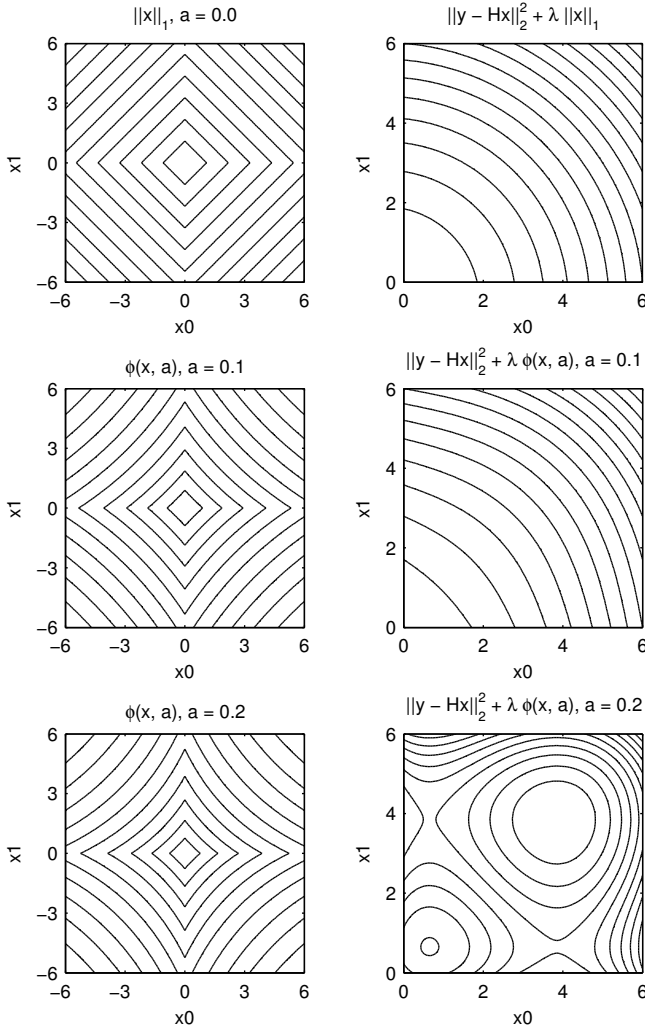 ||x||₁, a = 0.0
6
3
0
−3
−6
−6 −3 0 3 6
x1
x0
||y − Hx||₂² + λ ||x||₁
6
4
2
0
0 2 4 6
x1
x0
ϕ(x, a), a = 0.1
6
3
0
−3
−6
−6 −3 0 3 6
x1
x0
||y − Hx||₂² + λ ϕ(x, a), a = 0.1
6
4
2
0
0 2 4 6
x1
x0
ϕ(x, a), a = 0.2
6
3
0
−3
−6
−6 −3 0 3 6
x1
x0
||y − Hx||₂² + λ ϕ(x, a), a = 0.2
6
4
2
0
0 2 4 6
x1
x0